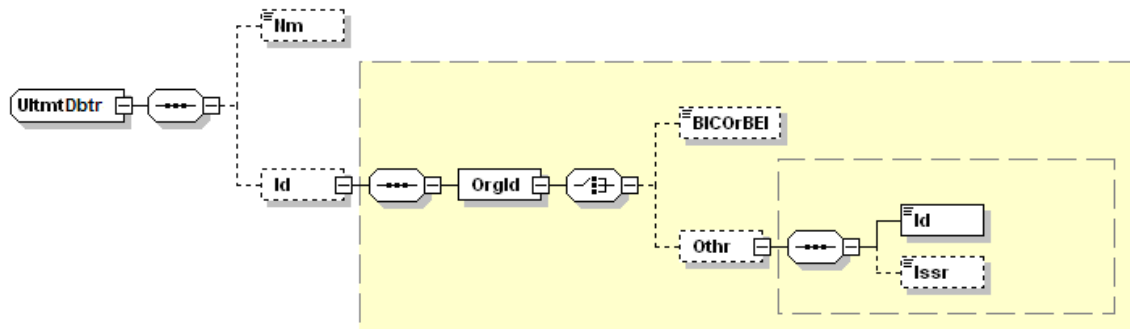 Nm
UltmtDbtr
BICOrBEI
Id
OrgId
Othr
Id
Issr